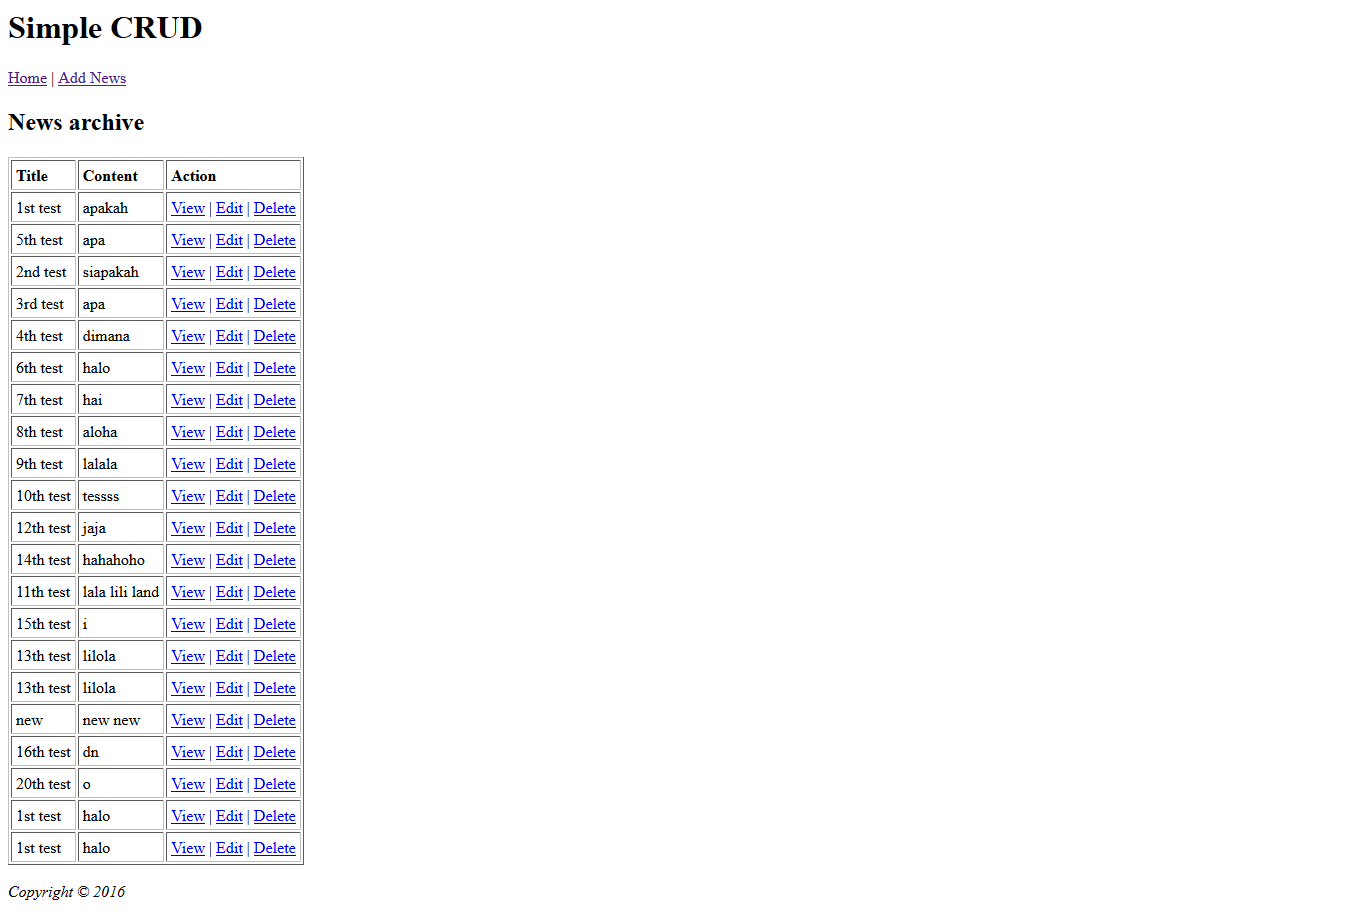 Simple CRUD
Home | Add News
News archive
Title Content Action
1st test apakah View | Edit | Delete
5th test apa View | Edit | Delete
2nd test siapakah View | Edit | Delete
3rd test apa View | Edit | Delete
4th test dimana View | Edit | Delete
6th test halo View | Edit | Delete
7th test hai View | Edit | Delete
8th test aloha View | Edit | Delete
9th test lalala View | Edit | Delete
10th test tessss View | Edit | Delete
12th test jaja View | Edit | Delete
14th test hahahoho View | Edit | Delete
11th test lala lili land View | Edit | Delete
15th test i View | Edit | Delete
13th test lilola View | Edit | Delete
13th test lilola View | Edit | Delete
new new new View | Edit | Delete
16th test dn View | Edit | Delete
20th test o View | Edit | Delete
1st test halo View | Edit | Delete
1st test halo View | Edit | Delete
Copyright © 2016